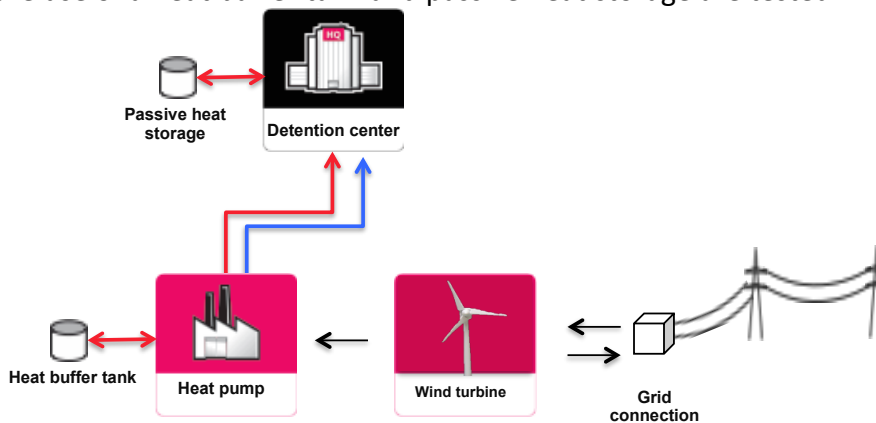 HQ
Passive heat
storage
Detention center
Heat buffer tank
Heat pump
Wind turbine
Grid
connection